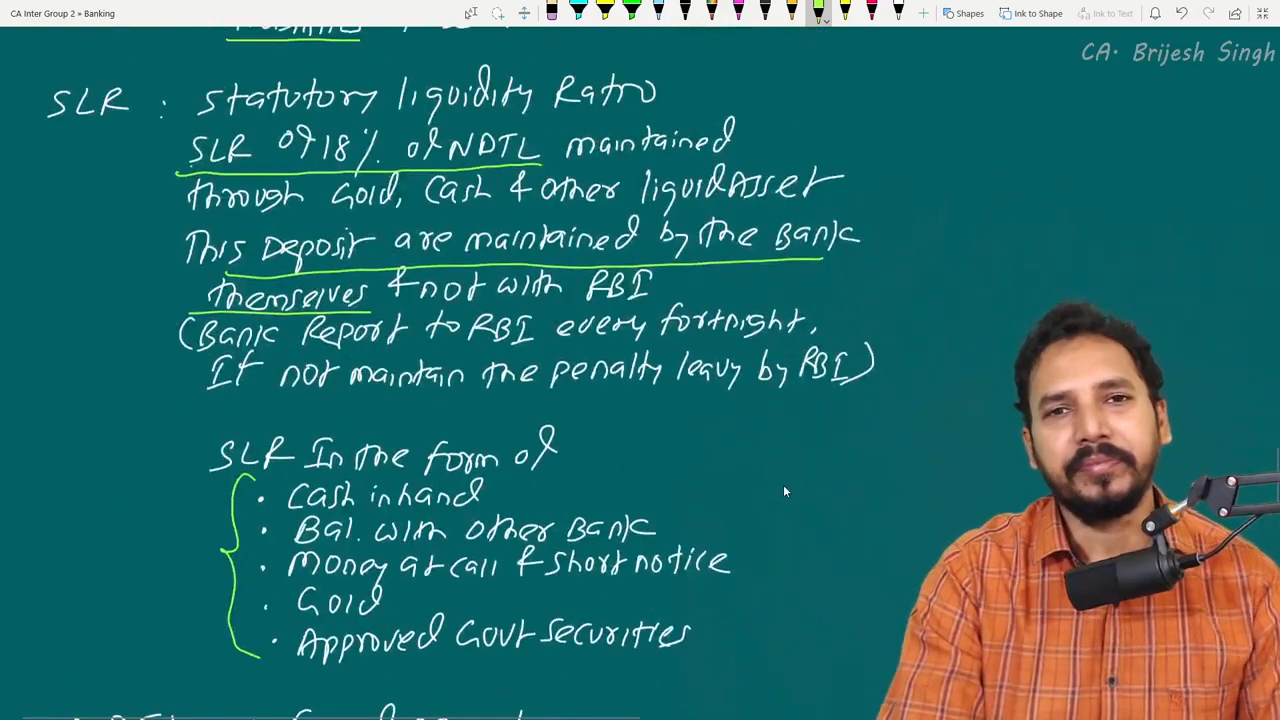 CA Inter Group 2 » Banking
Shapes
Ink to Shape
Ink to Text
CA. Brijesh Singh
SLR : Statutory liquidity Ratio
SLR of 18% of NDTL maintained
through Gold, Cash & other liquid Asset
This Deposit are maintained by the Bank
themselves & not with RBI
(Bank Report to RBI every fortnight,
If not maintain the penalty leavy by RBI)
SLR In the form of
• Cash in hand
• Bal. with other Bank
• Money at call & short notice
• Gold
• Approved Govt Securities